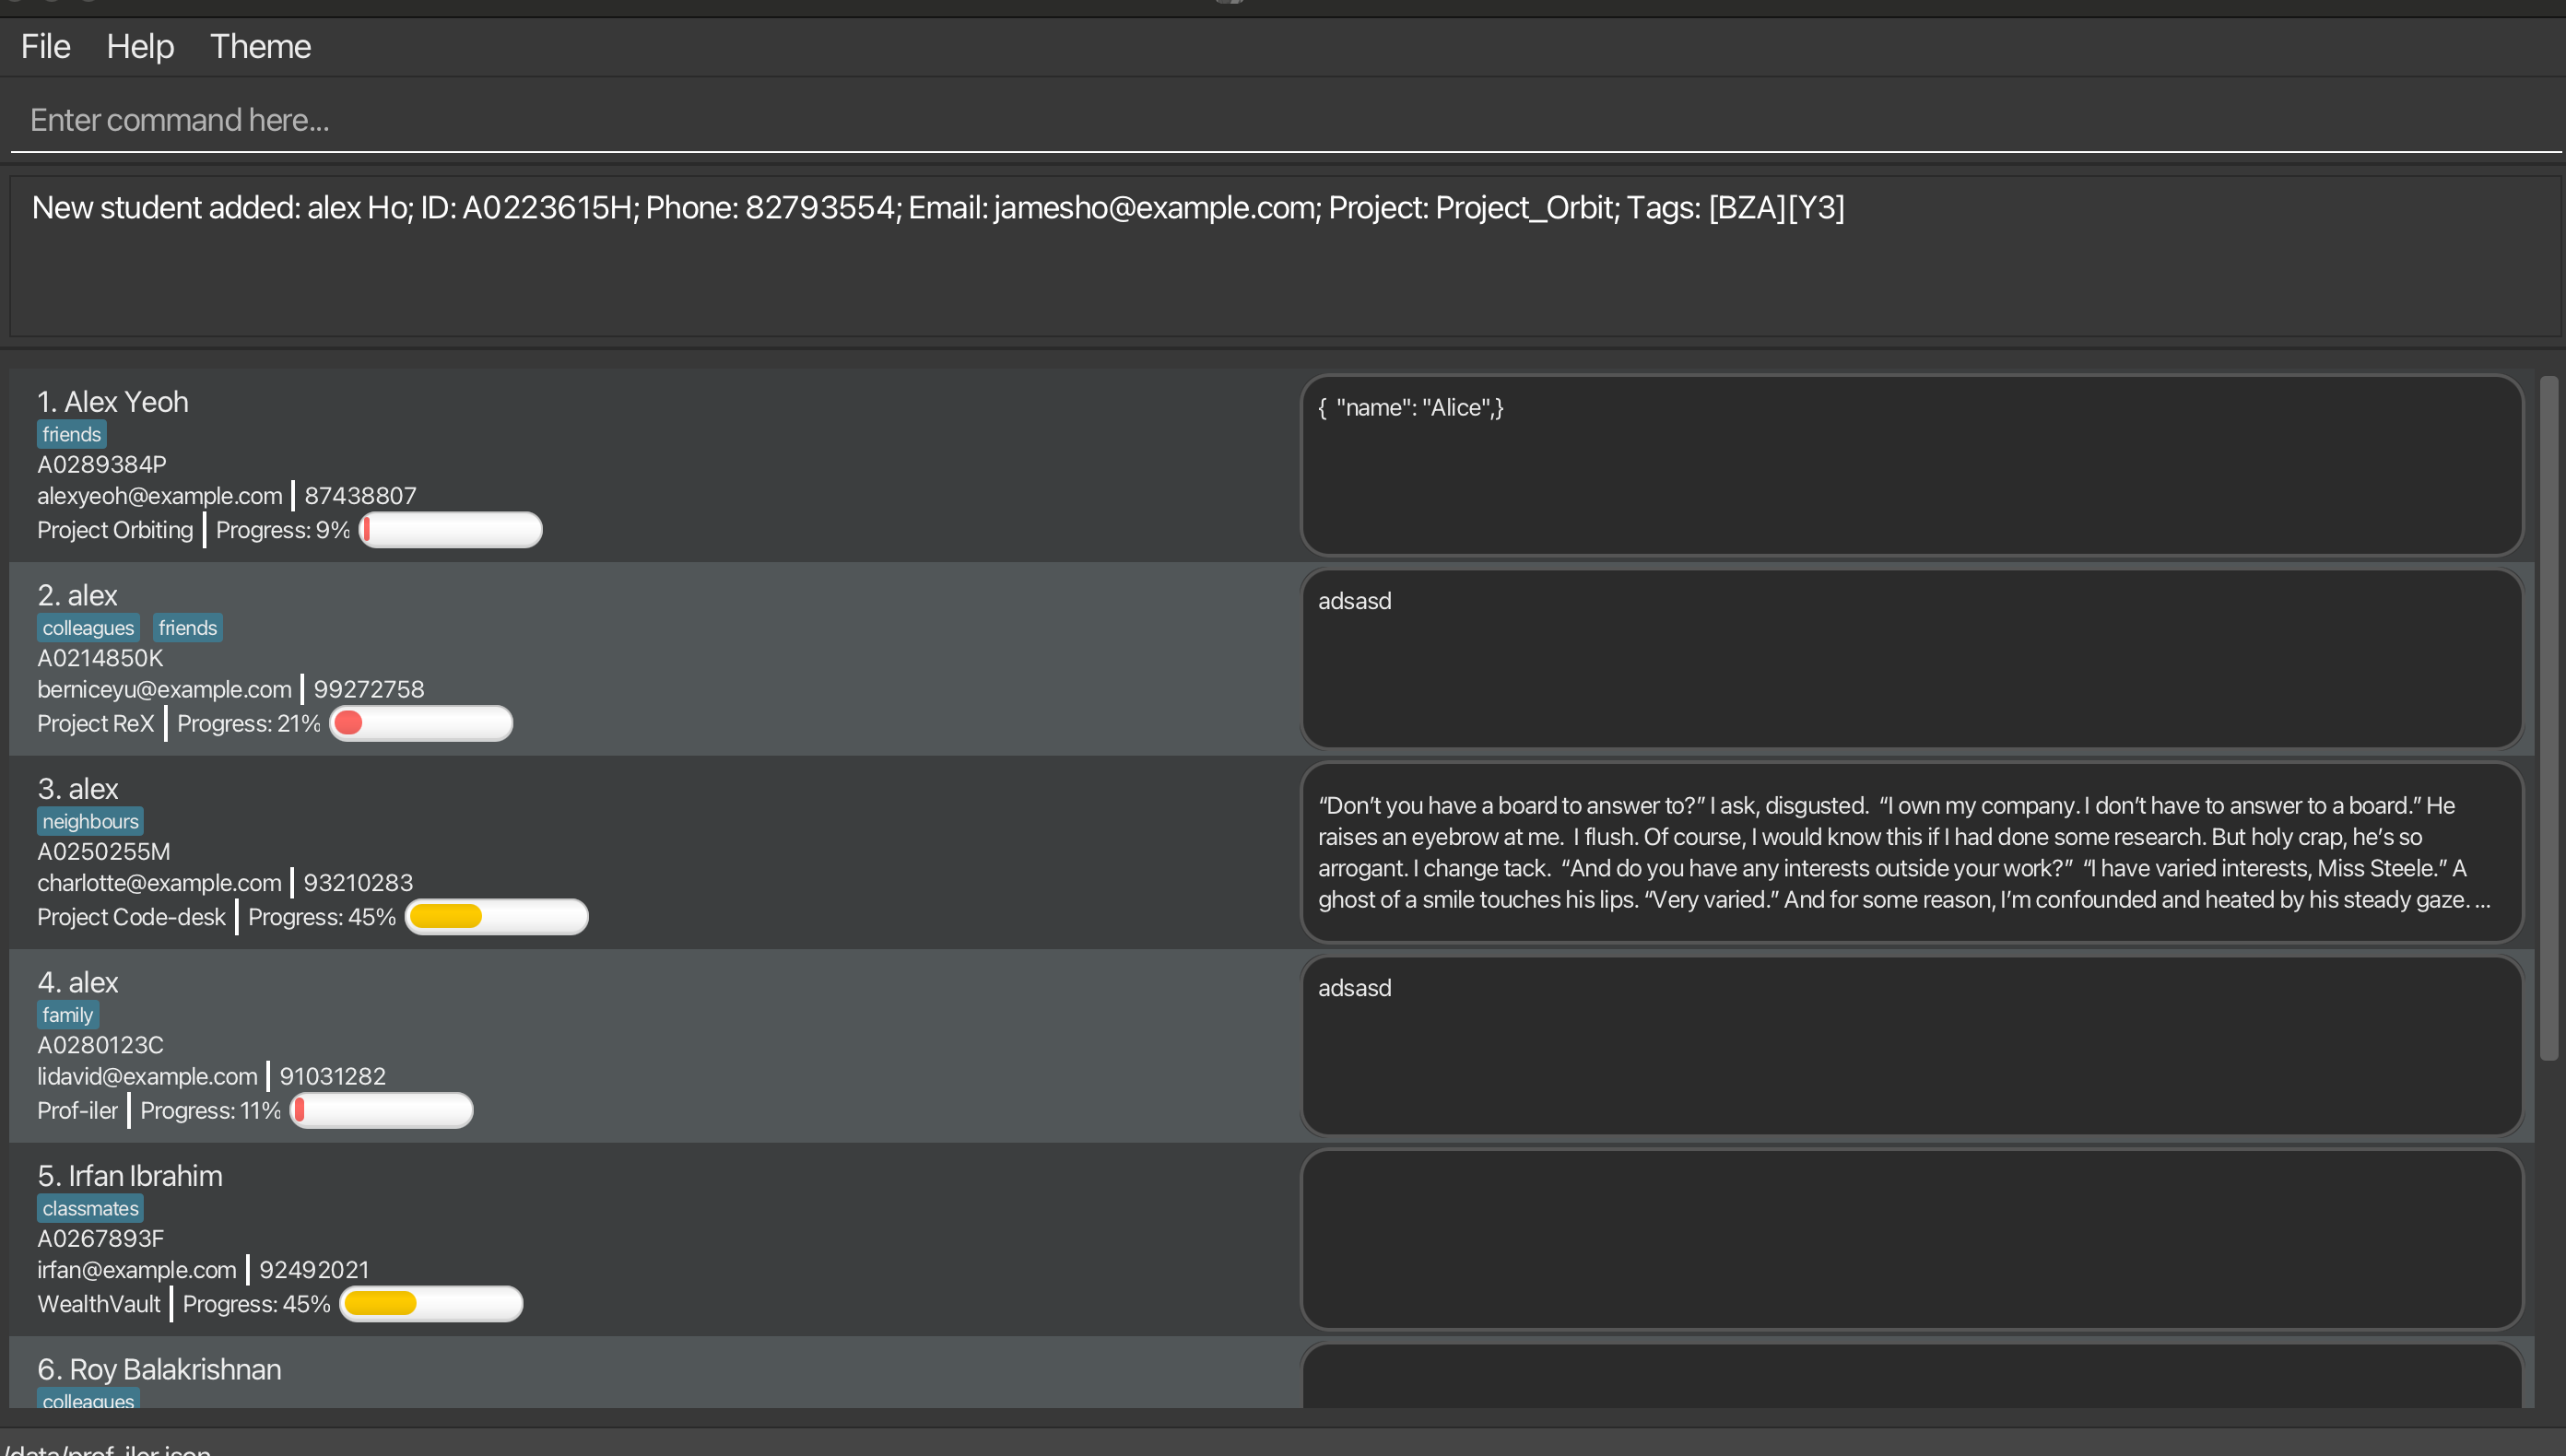 File Help Theme
Enter command here...
New student added: alex Ho; ID: A0223615H; Phone: 82793554; Email: jamesho@example.com; Project: Project_Orbit; Tags: [BZA][Y3]
1. Alex Yeoh
friends
A0289384P
alexyeoh@example.com 87438807
Project Orbiting Progress: 9%
{  "name": "Alice",}
2. alex
colleagues friends
A0214850K
berniceyu@example.com 99272758
Project ReX Progress: 21%
adsasd
3. alex
neighbours
A0250255M
charlotte@example.com 93210283
Project Code-desk Progress: 45%
“Don’t you have a board to answer to?” I ask, disgusted.  “I own my company. I don’t have to answer to a board.” He
raises an eyebrow at me.  I flush. Of course, I would know this if I had done some research. But holy crap, he’s so
arrogant. I change tack.  “And do you have any interests outside your work?”  “I have varied interests, Miss Steele.” A
ghost of a smile touches his lips. “Very varied.” And for some reason, I’m confounded and heated by his steady gaze. ...
4. alex
family
A0280123C
lidavid@example.com 91031282
Prof-iler Progress: 11%
adsasd
5. Irfan Ibrahim
classmates
A0267893F
irfan@example.com 92492021
WealthVault Progress: 45%
6. Roy Balakrishnan
colleagues
/data/prof-iler.json